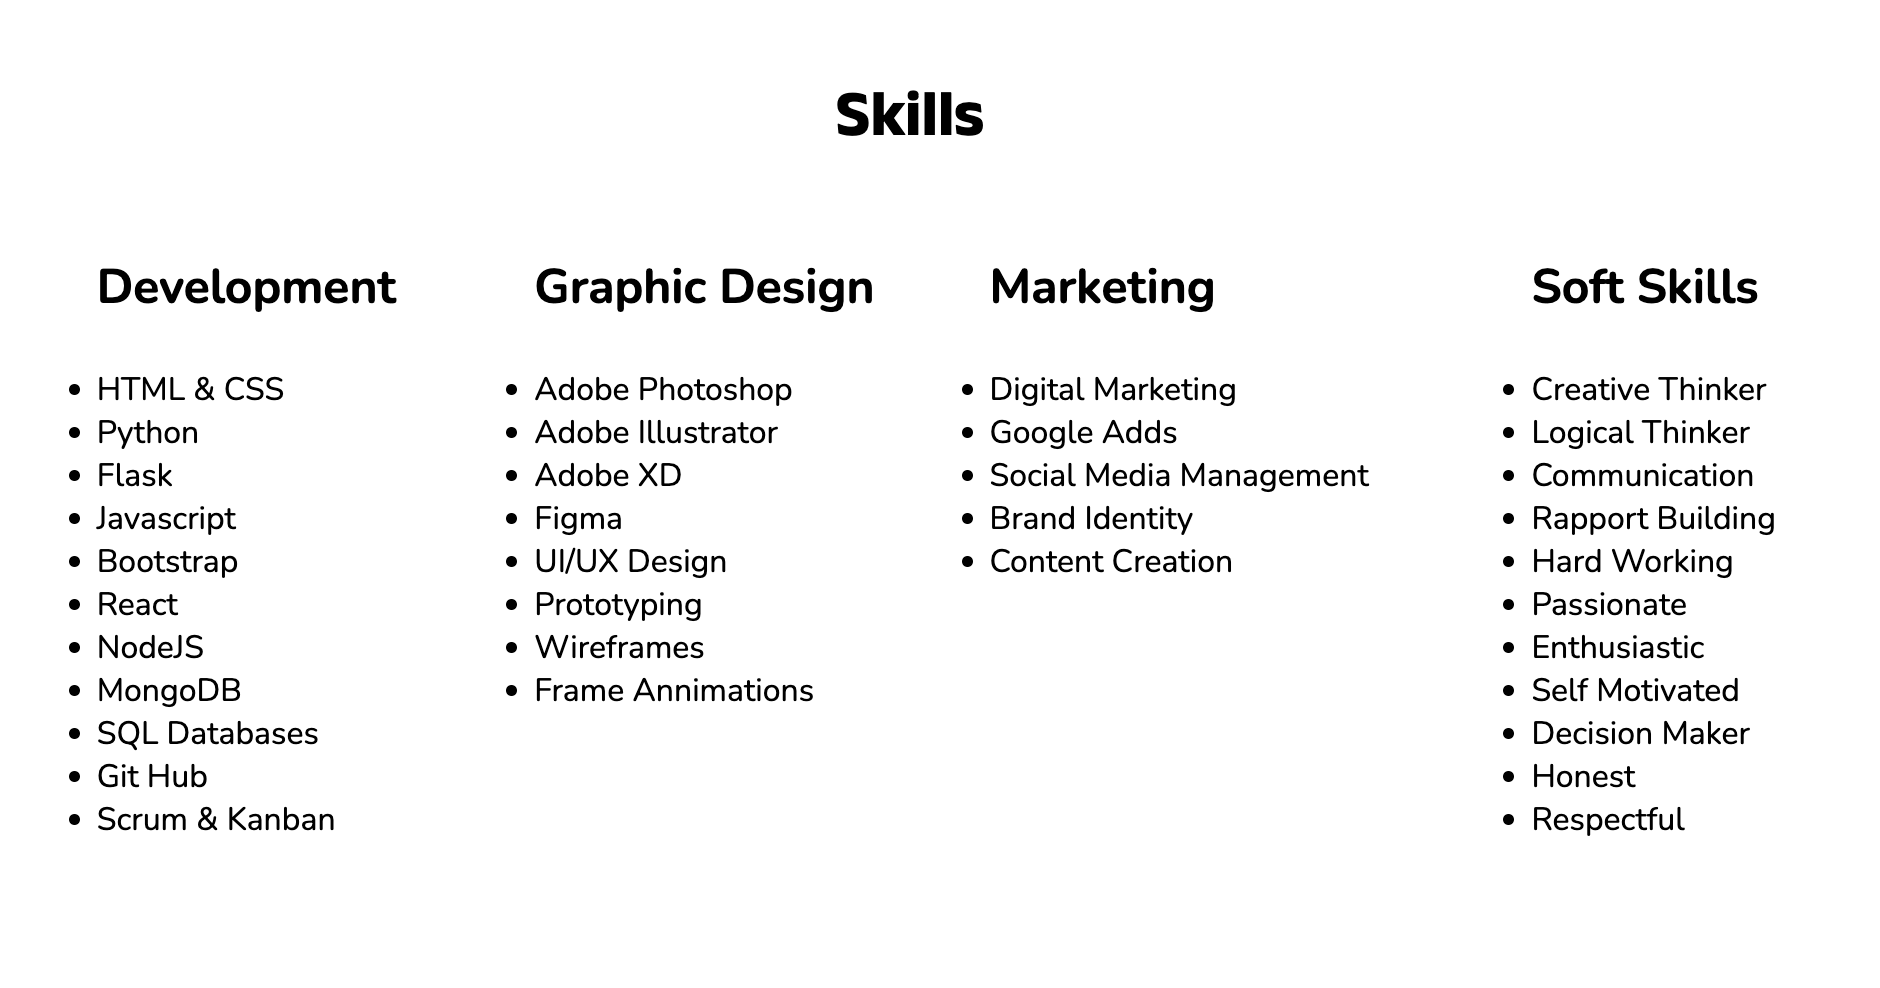 Skills
Development
HTML & CSS
Python
Flask
Javascript
Bootstrap
React
NodeJS
MongoDB
SQL Databases
Git Hub
Scrum & Kanban
Graphic Design
Adobe Photoshop
Adobe Illustrator
Adobe XD
Figma
UI/UX Design
Prototyping
Wireframes
Frame Annimations
Marketing
Digital Marketing
Google Adds
Social Media Management
Brand Identity
Content Creation
Soft Skills
Creative Thinker
Logical Thinker
Communication
Rapport Building
Hard Working
Passionate
Enthusiastic
Self Motivated
Decision Maker
Honest
Respectful